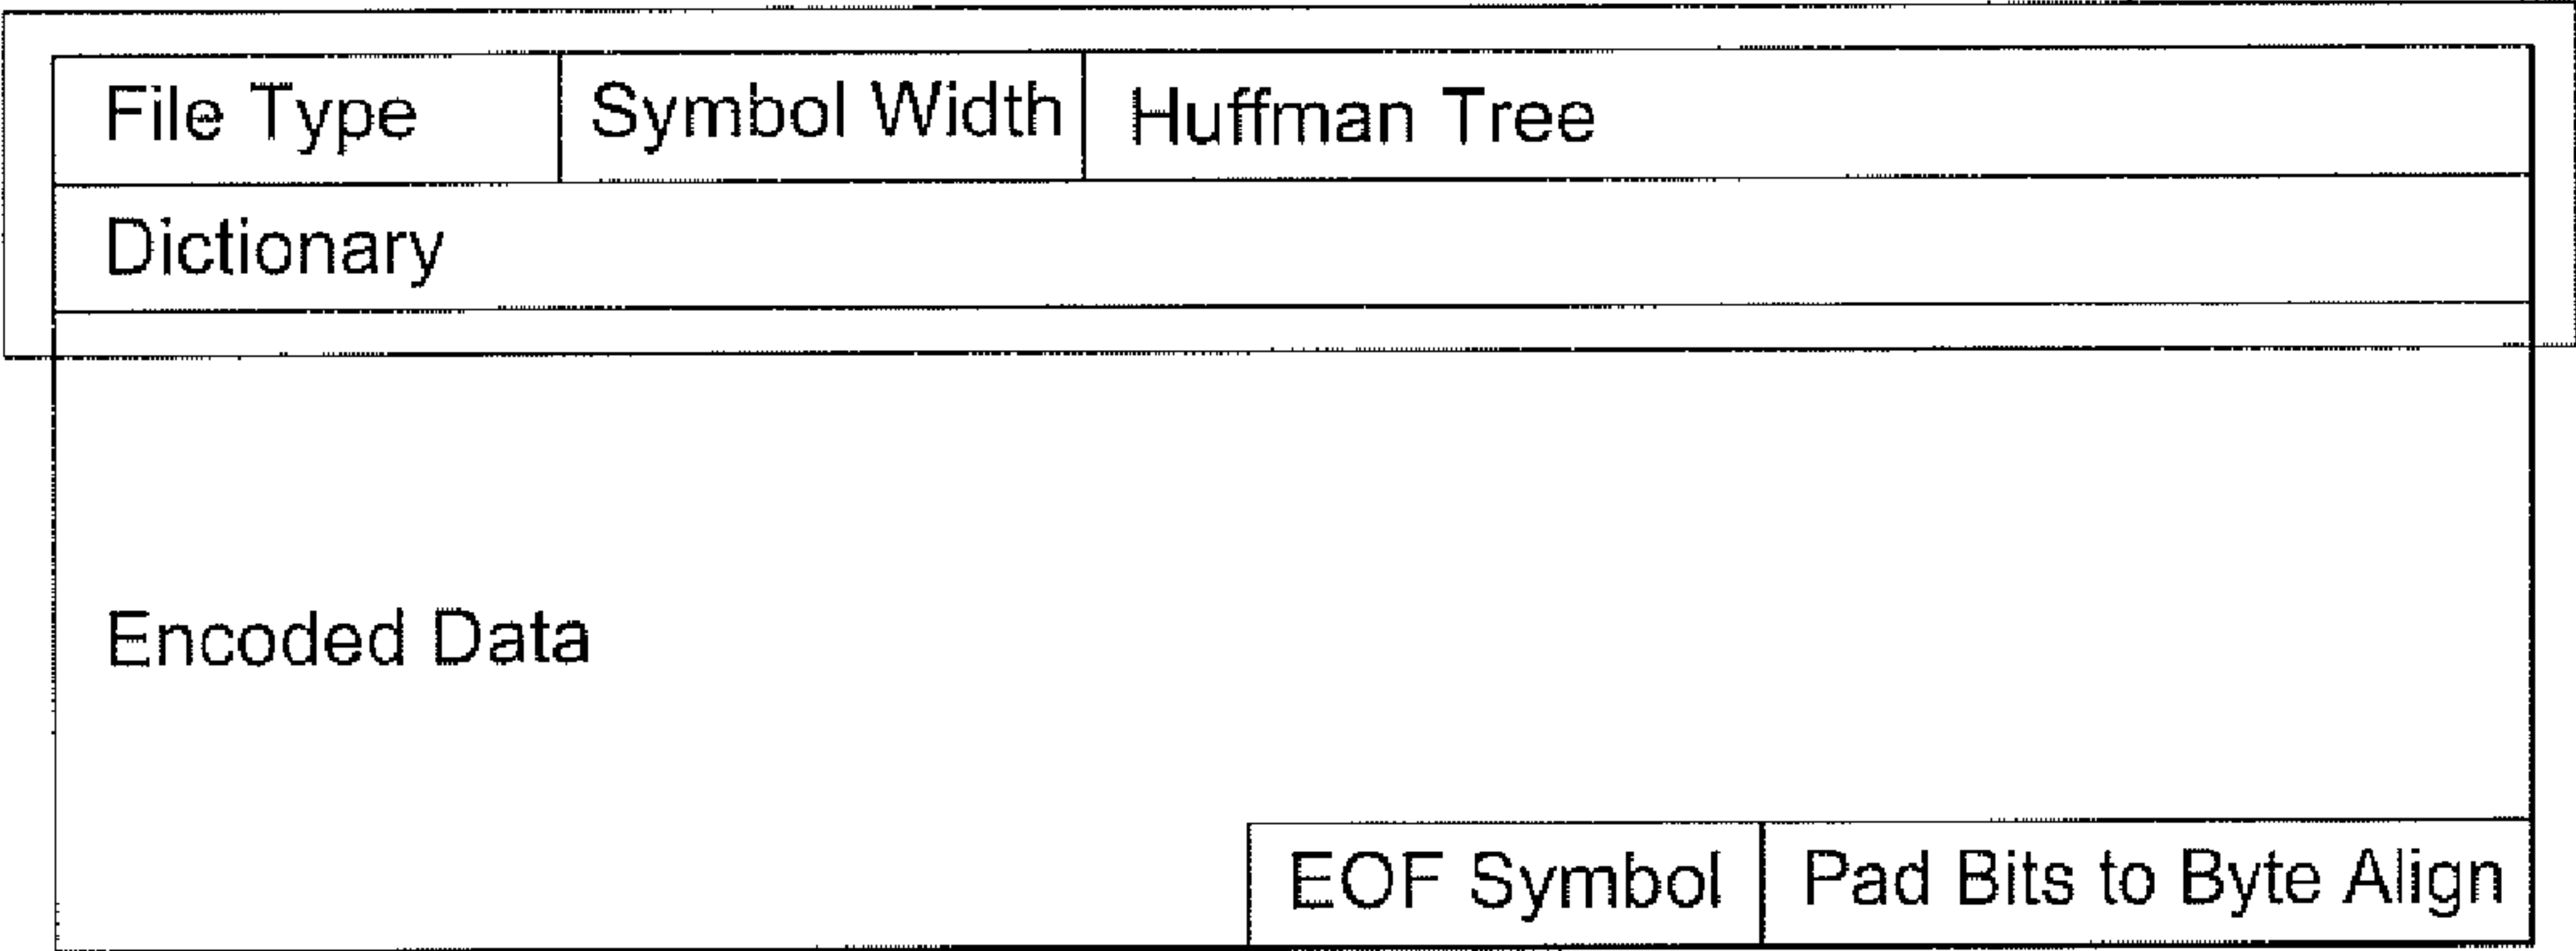 File Type Symbol Width Huffman Tree
Dictionary
Encoded Data
EOF Symbol Pad Bits to Byte Align